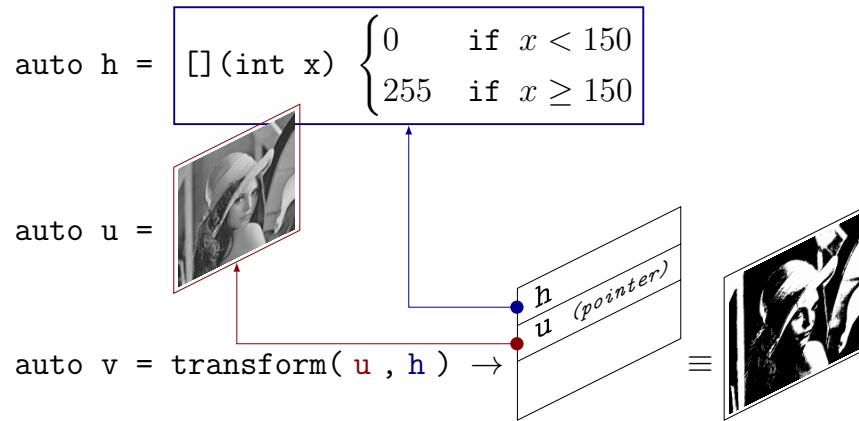 auto h = [](int x) { 0 if x < 150
255 if x ≥ 150
auto u =
h
u (pointer)
auto v = transform( u , h ) → ≡